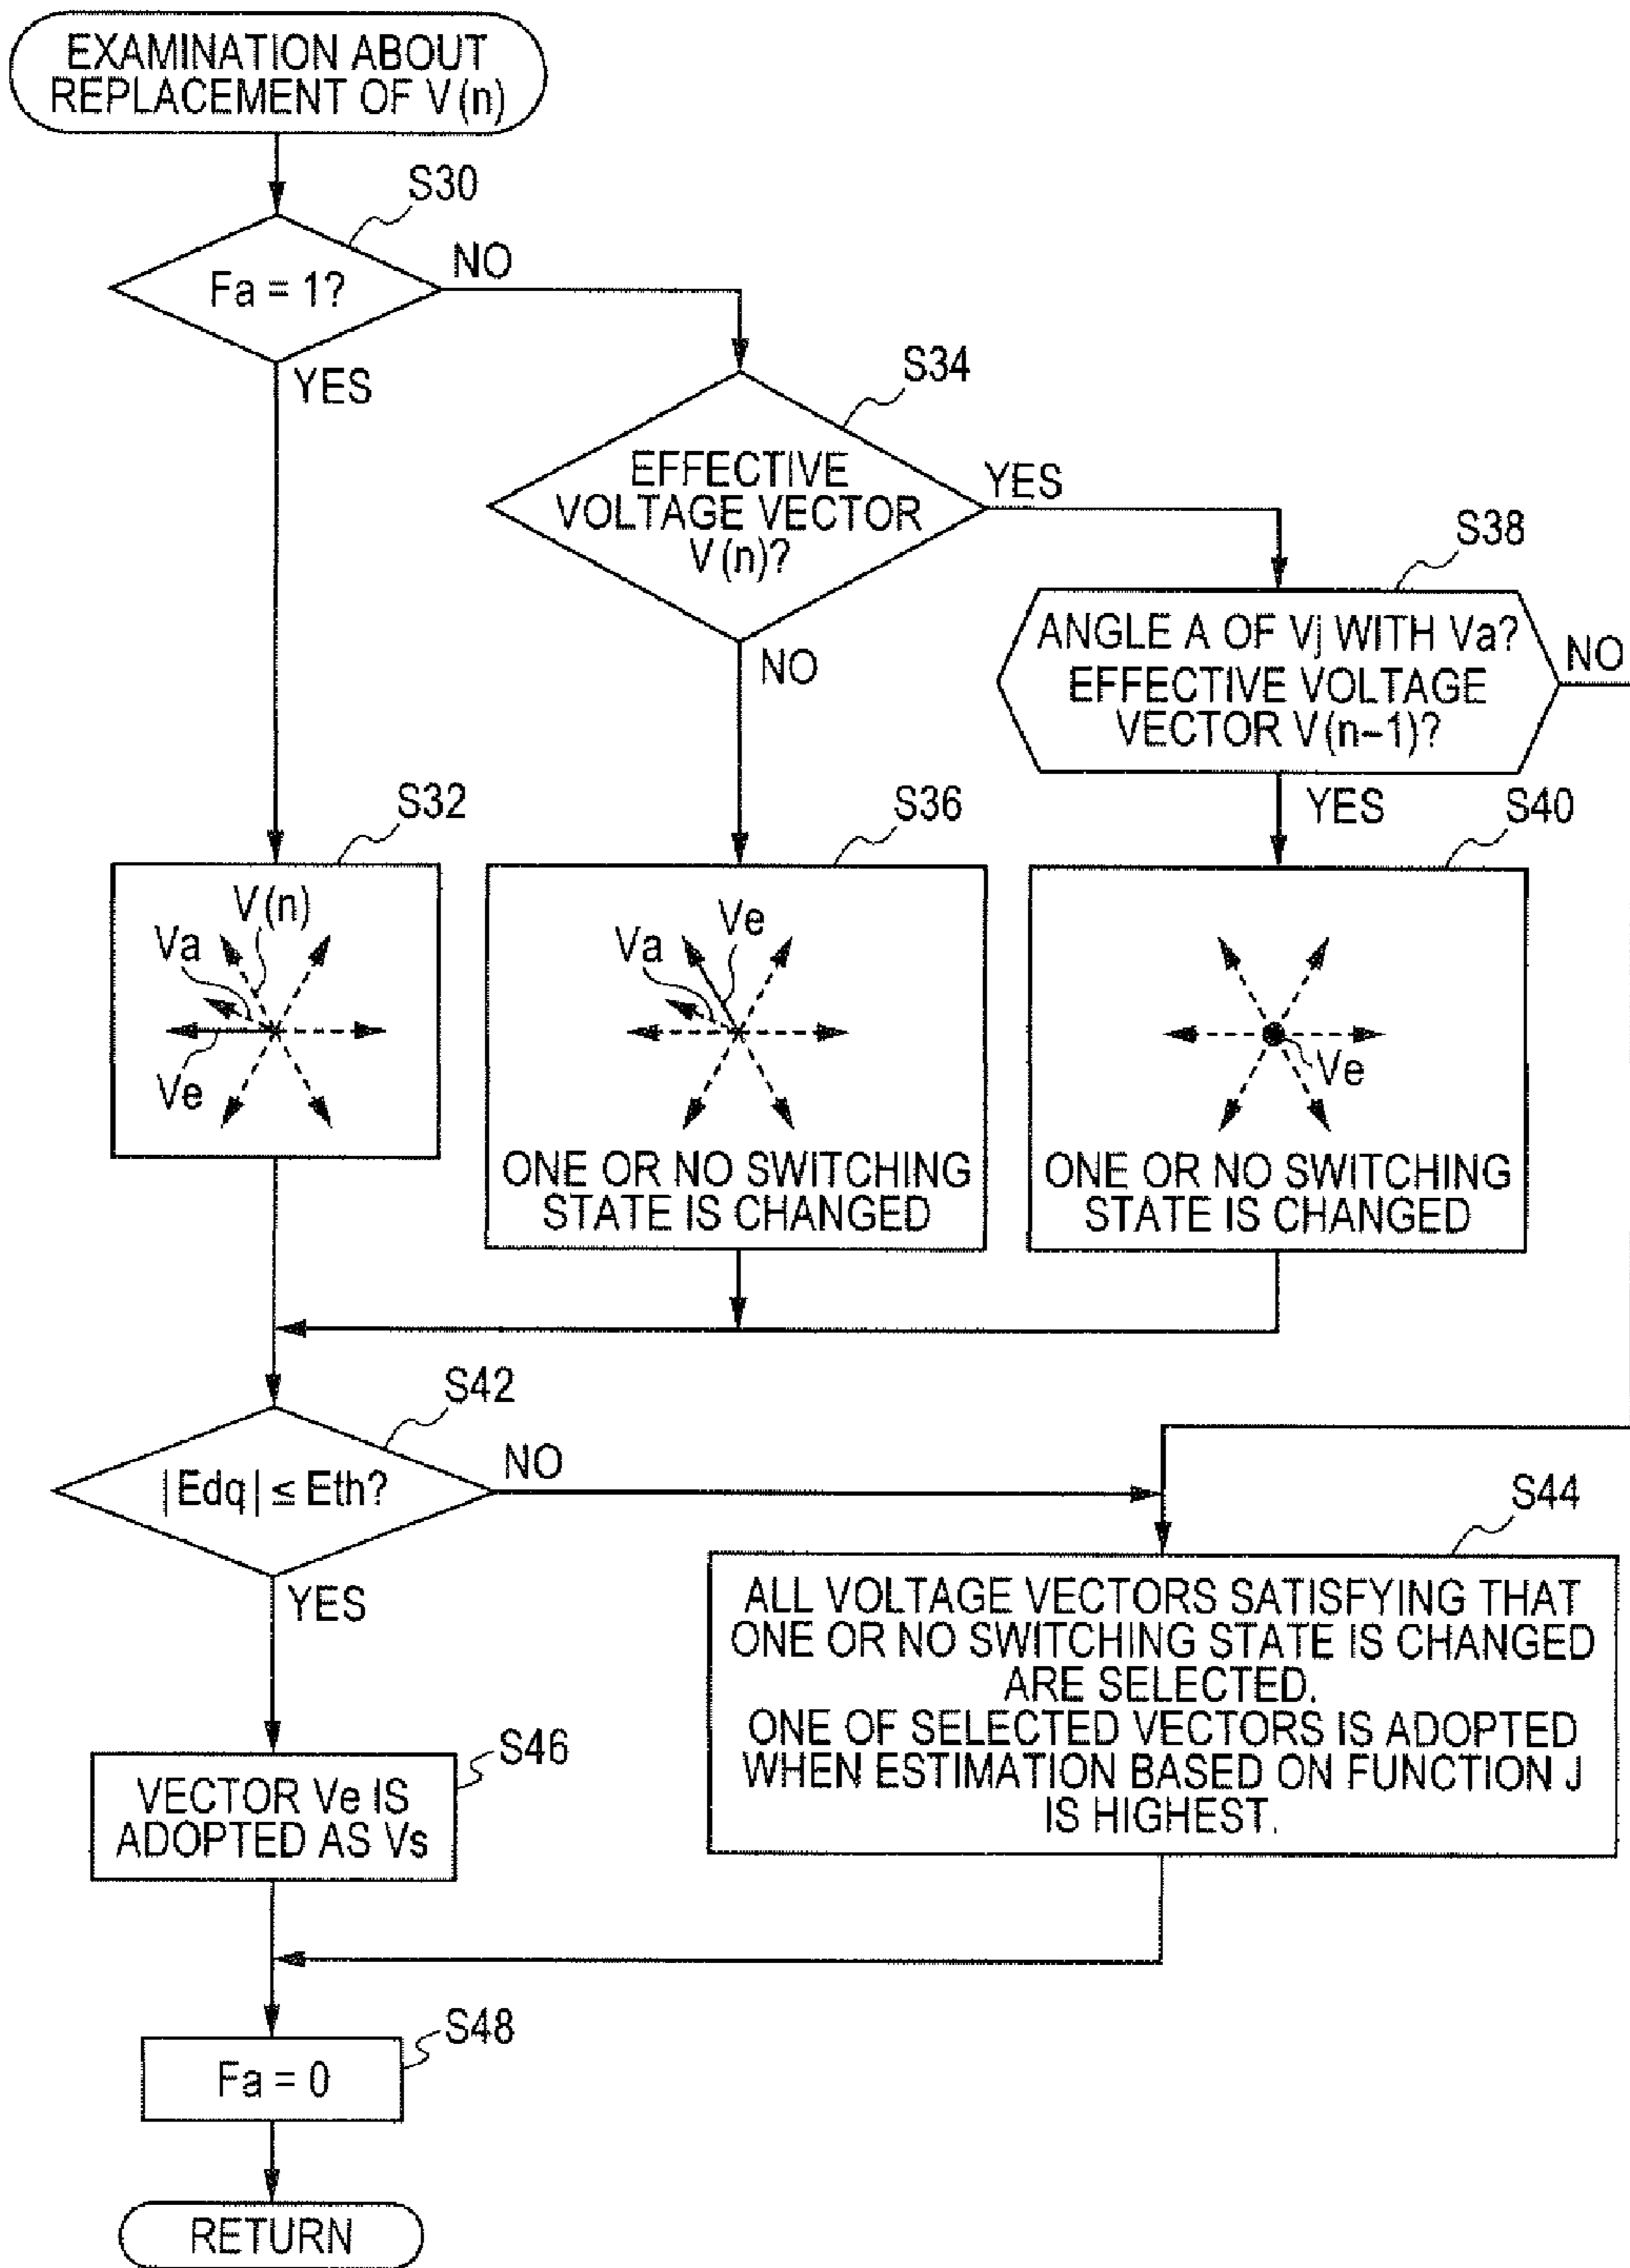 EXAMINATION ABOUT
REPLACEMENT OF V(n)
S30
Fa = 1?
NO
YES
S34
EFFECTIVE
VOLTAGE VECTOR
V(n)?
YES
NO
S38
ANGLE A OF Vj WITH Va?
EFFECTIVE VOLTAGE
VECTOR V(n–1)?
NO
YES
S32
V(n)
Va
Ve
S36
Ve
Va
ONE OR NO SWITCHING
STATE IS CHANGED
S40
Ve
ONE OR NO SWITCHING
STATE IS CHANGED
S42
|Edq| ≤ Eth?
NO
YES
S44
ALL VOLTAGE VECTORS SATISFYING THAT
ONE OR NO SWITCHING STATE IS CHANGED
ARE SELECTED.
ONE OF SELECTED VECTORS IS ADOPTED
WHEN ESTIMATION BASED ON FUNCTION J
IS HIGHEST.
S46
VECTOR Ve IS
ADOPTED AS Vs
S48
Fa = 0
RETURN